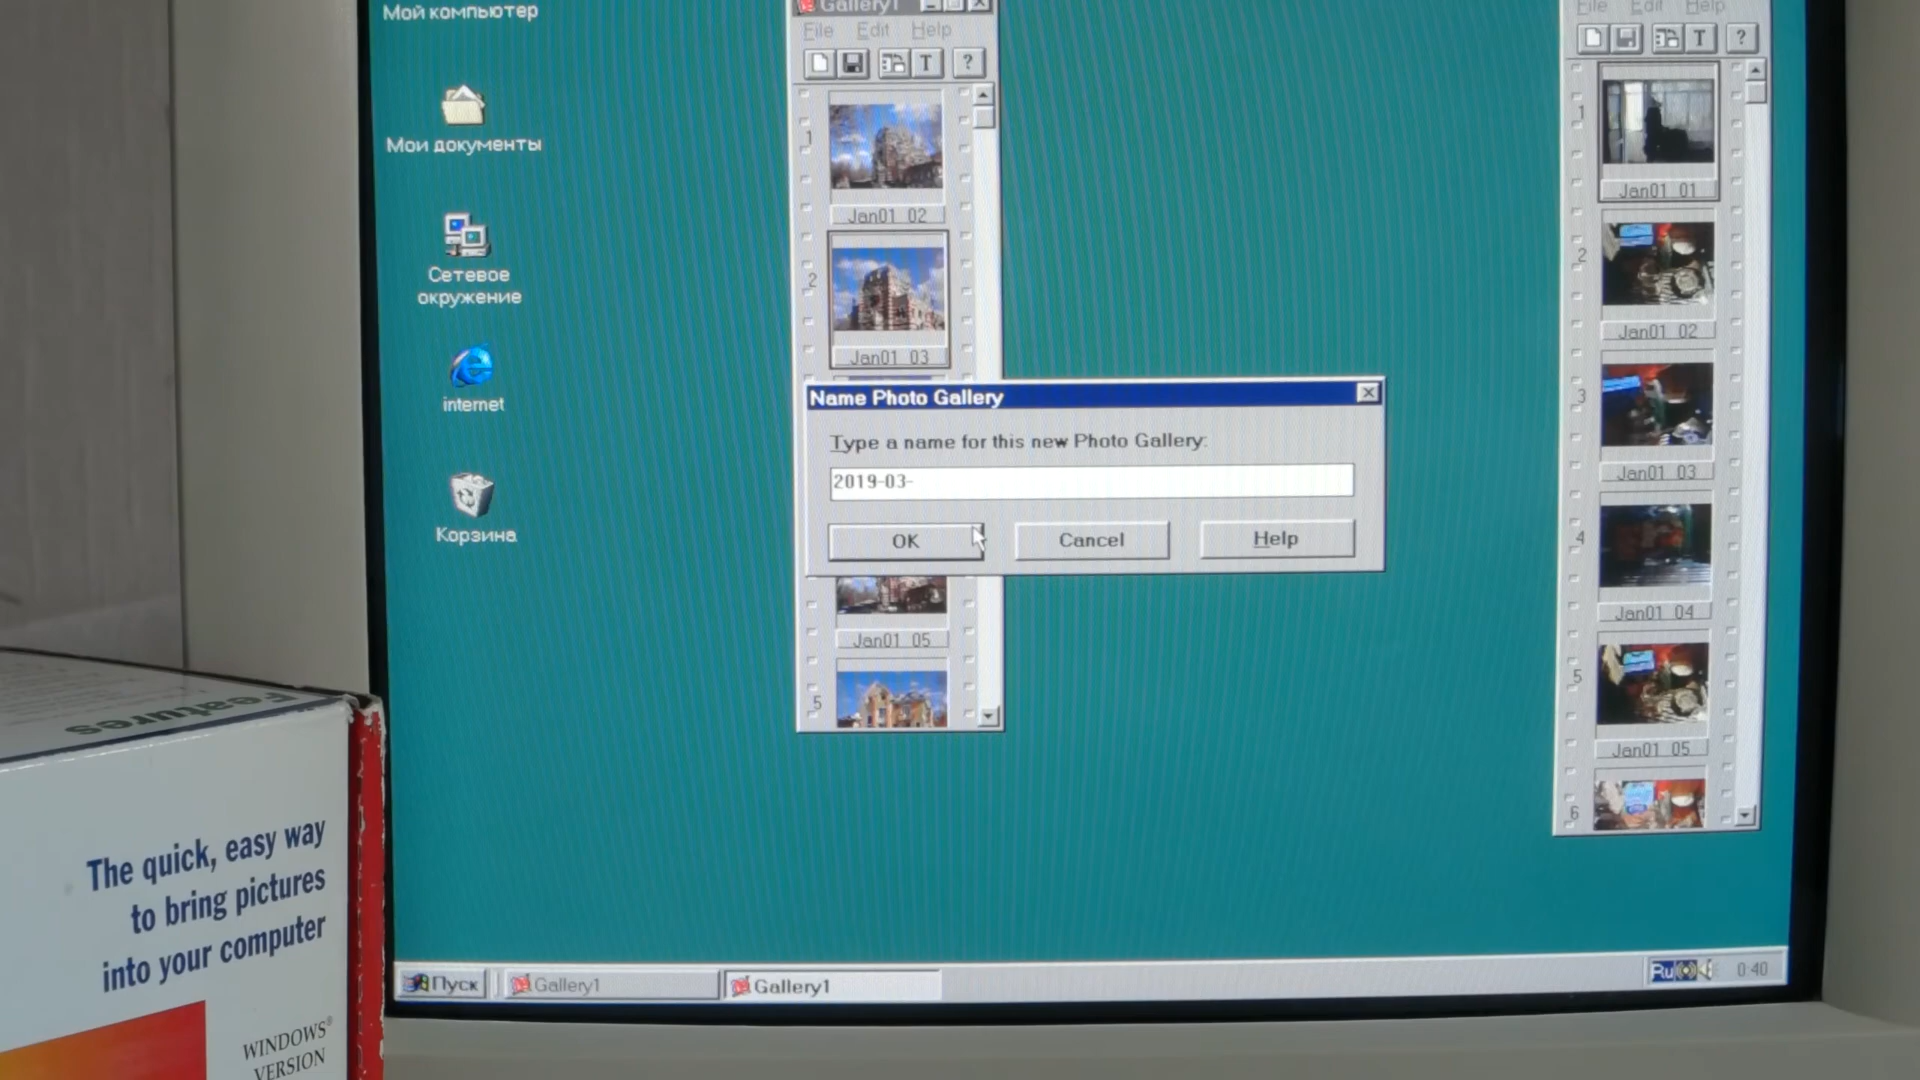 Мой компьютер
Мои документы
Сетевое
окружение
internet
Корзина
Gallery1
File Edit Help
T ?
1
Jan01 02
2
Jan01 03
Jan01 05
5
Name Photo Gallery
Type a name for this new Photo Gallery:
2019-03-
OK Cancel Help
File Edit Help
T ?
1
Jan01 01
2
Jan01 02
3
Jan01 03
4
Jan01 04
5
Jan01 05
6
Пуск Gallery1 Gallery1 Ru 0:40
Features
The quick, easy way
to bring pictures
into your computer
WINDOWS®
VERSION